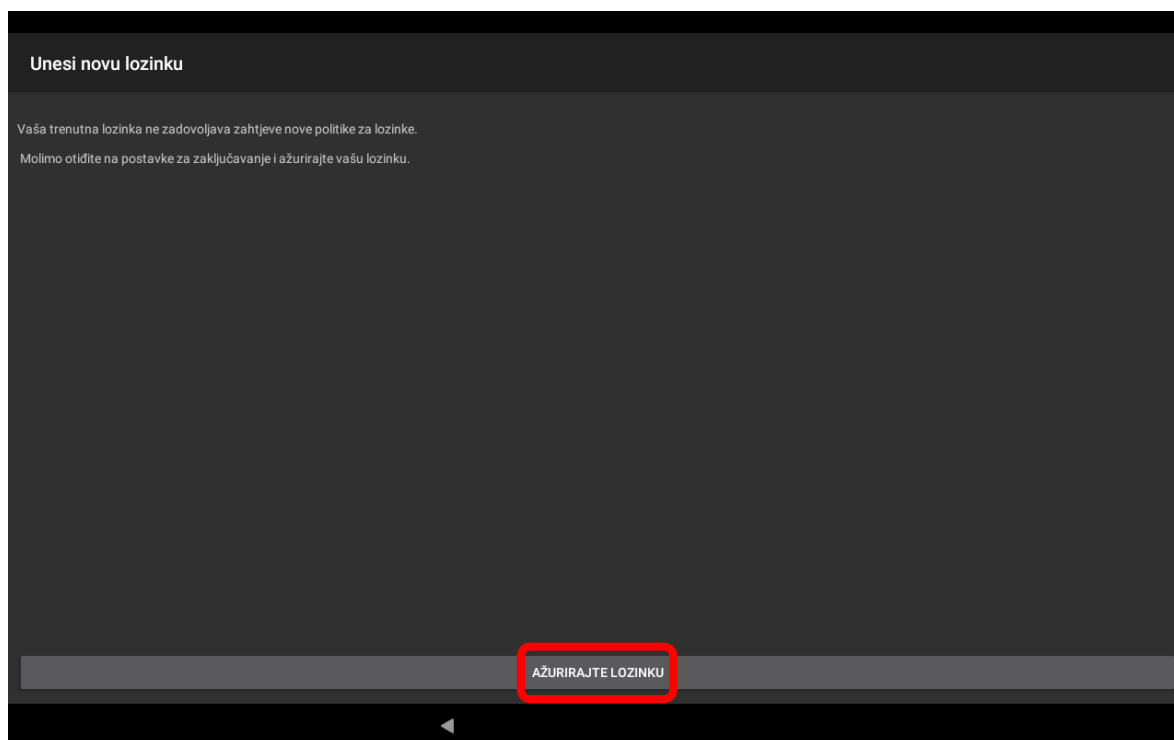 Unesi novu lozinku
Vaša trenutna lozinka ne zadovoljava zahtjeve nove politike za lozinke.
Molimo otiđite na postavke za zaključavanje i ažurirajte vašu lozinku.
AŽURIRAJTE LOZINKU